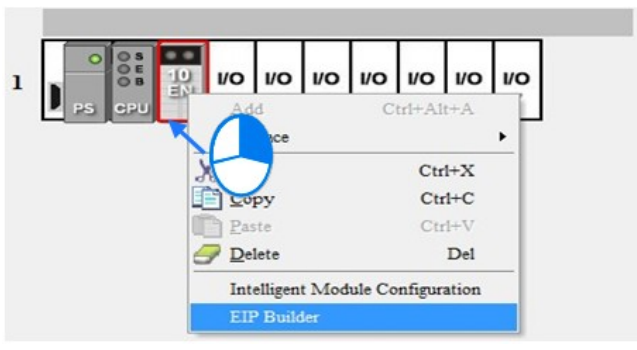 1
PS
CPU S E B
10 EN
I/O I/O I/O I/O I/O I/O I/O
Add Ctrl+Alt+A
Ctrl+X
Copy Ctrl+C
Paste Ctrl+V
Delete Del
Intelligent Module Configuration
EIP Builder